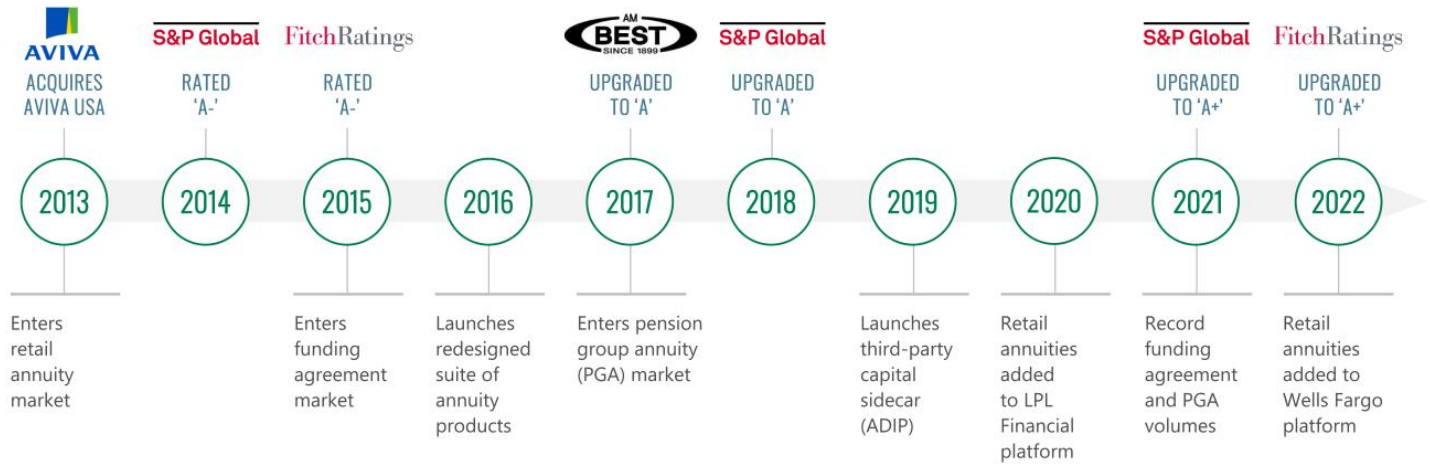 AVIVA
ACQUIRES
AVIVA USA
S&P Global
RATED
‘A-’
FitchRatings
RATED
‘A-’
AM
BEST
SINCE 1899
UPGRADED
TO ‘A’
S&P Global
UPGRADED
TO ‘A’
S&P Global
UPGRADED
TO ‘A+’
FitchRatings
UPGRADED
TO ‘A+’
2013
2014
2015
2016
2017
2018
2019
2020
2021
2022
Enters
retail
annuity
market
Enters
funding
agreement
market
Launches
redesigned
suite of
annuity
products
Enters pension
group annuity
(PGA) market
Launches
third-party
capital
sidecar
(ADIP)
Retail
annuities
added
to LPL
Financial
platform
Record
funding
agreement
and PGA
volumes
Retail
annuities
added to
Wells Fargo
platform